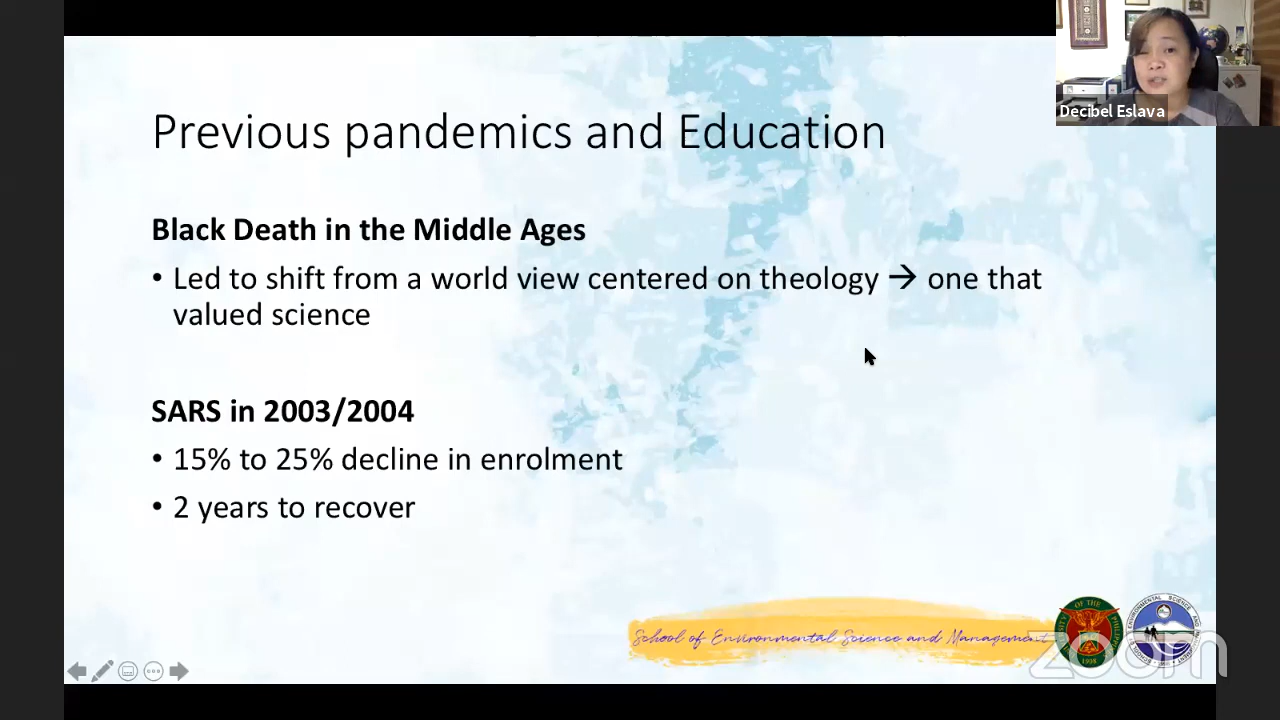 Decibel Eslava
Previous pandemics and Education
Black Death in the Middle Ages
• Led to shift from a world view centered on theology → one that
valued science
SARS in 2003/2004
• 15% to 25% decline in enrolment
• 2 years to recover
School of Environmental Science and Management
zoom